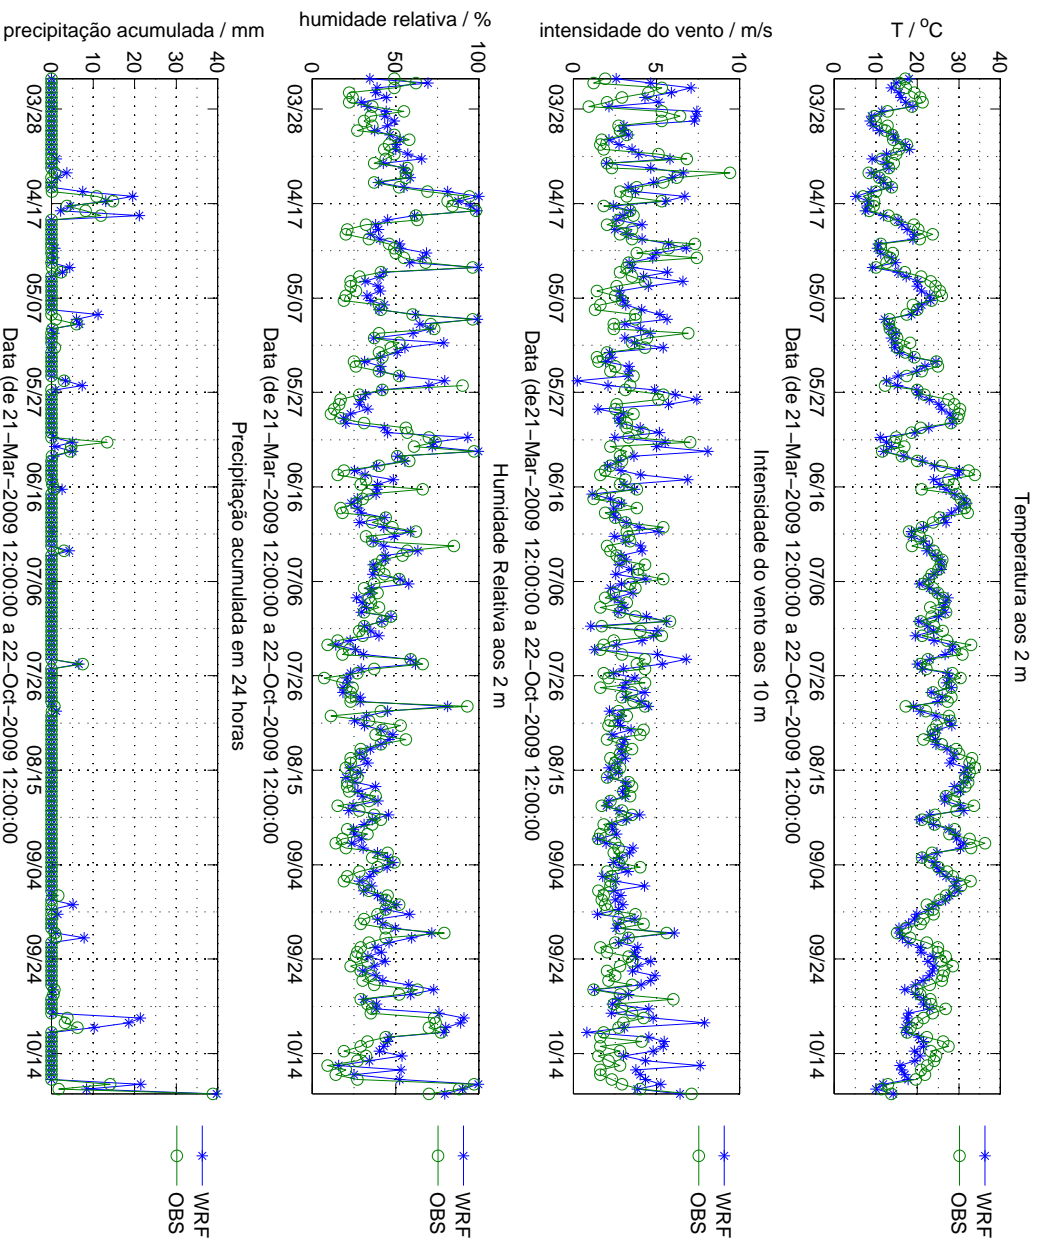 Temperatura aos 2 m
T / °C
0 10 20 30 40
03/28 04/17 05/07 05/27 06/16 07/06 07/26 08/15 09/04 09/24 10/14
Data (de 21−Mar−2009 12:00:00 a 22−Oct−2009 12:00:00
WRF
OBS
Intensidade do vento aos 10 m
intensidade do vento / m/s
0 5 10
03/28 04/17 05/07 05/27 06/16 07/06 07/26 08/15 09/04 09/24 10/14
Data (de21−Mar−2009 12:00:00 a 22−Oct−2009 12:00:00
WRF
OBS
Humidade Relativa aos 2 m
humidade relativa / %
0 50 100
03/28 04/17 05/07 05/27 06/16 07/06 07/26 08/15 09/04 09/24 10/14
Data (de 21−Mar−2009 12:00:00 a 22−Oct−2009 12:00:00
WRF
OBS
Precipitação acumulada em 24 horas
precipitação acumulada / mm
0 10 20 30 40
03/28 04/17 05/07 05/27 06/16 07/06 07/26 08/15 09/04 09/24 10/14
Data (de 21−Mar−2009 12:00:00 a 22−Oct−2009 12:00:00
WRF
OBS